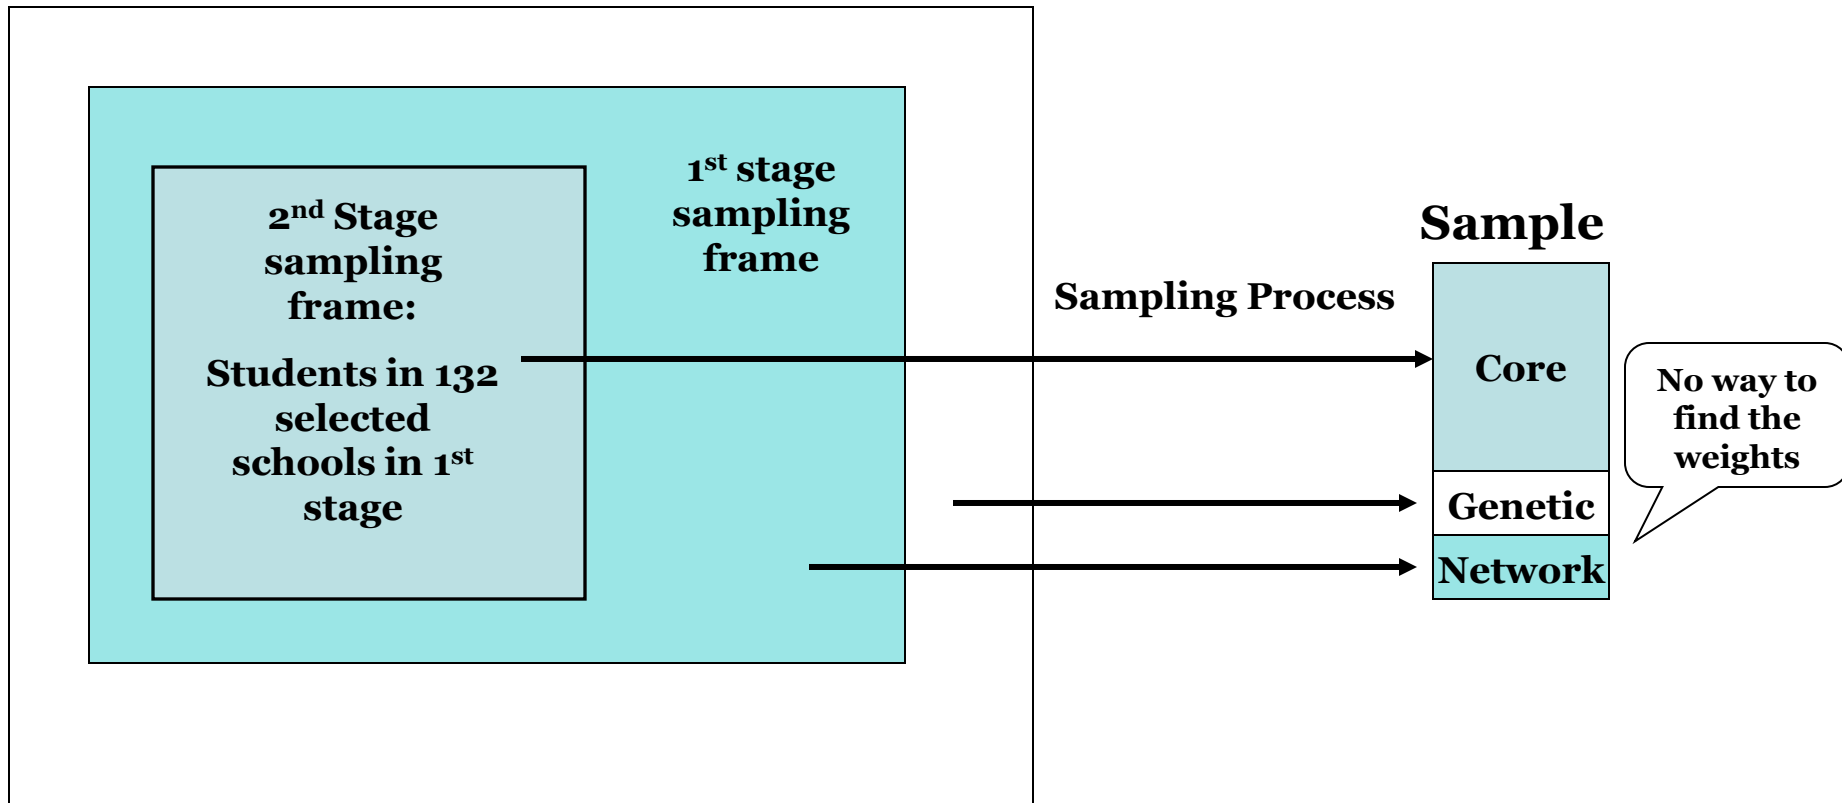 2nd Stage
sampling
frame:
Students in 132
selected
schools in 1st
stage
1st stage
sampling
frame
Sampling Process
Sample
Core
Genetic
Network
No way to
find the
weights